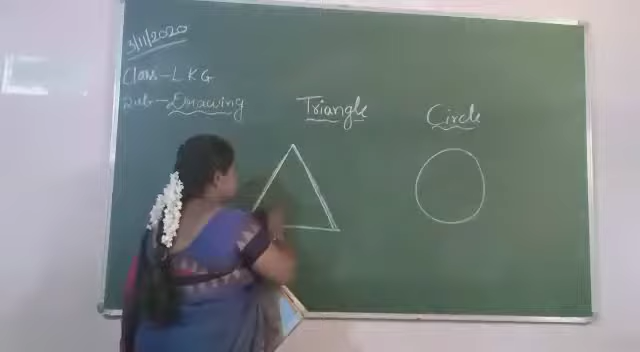 3/11/2020
Class - LKG
Sub - Drawing
Triangle
Circle